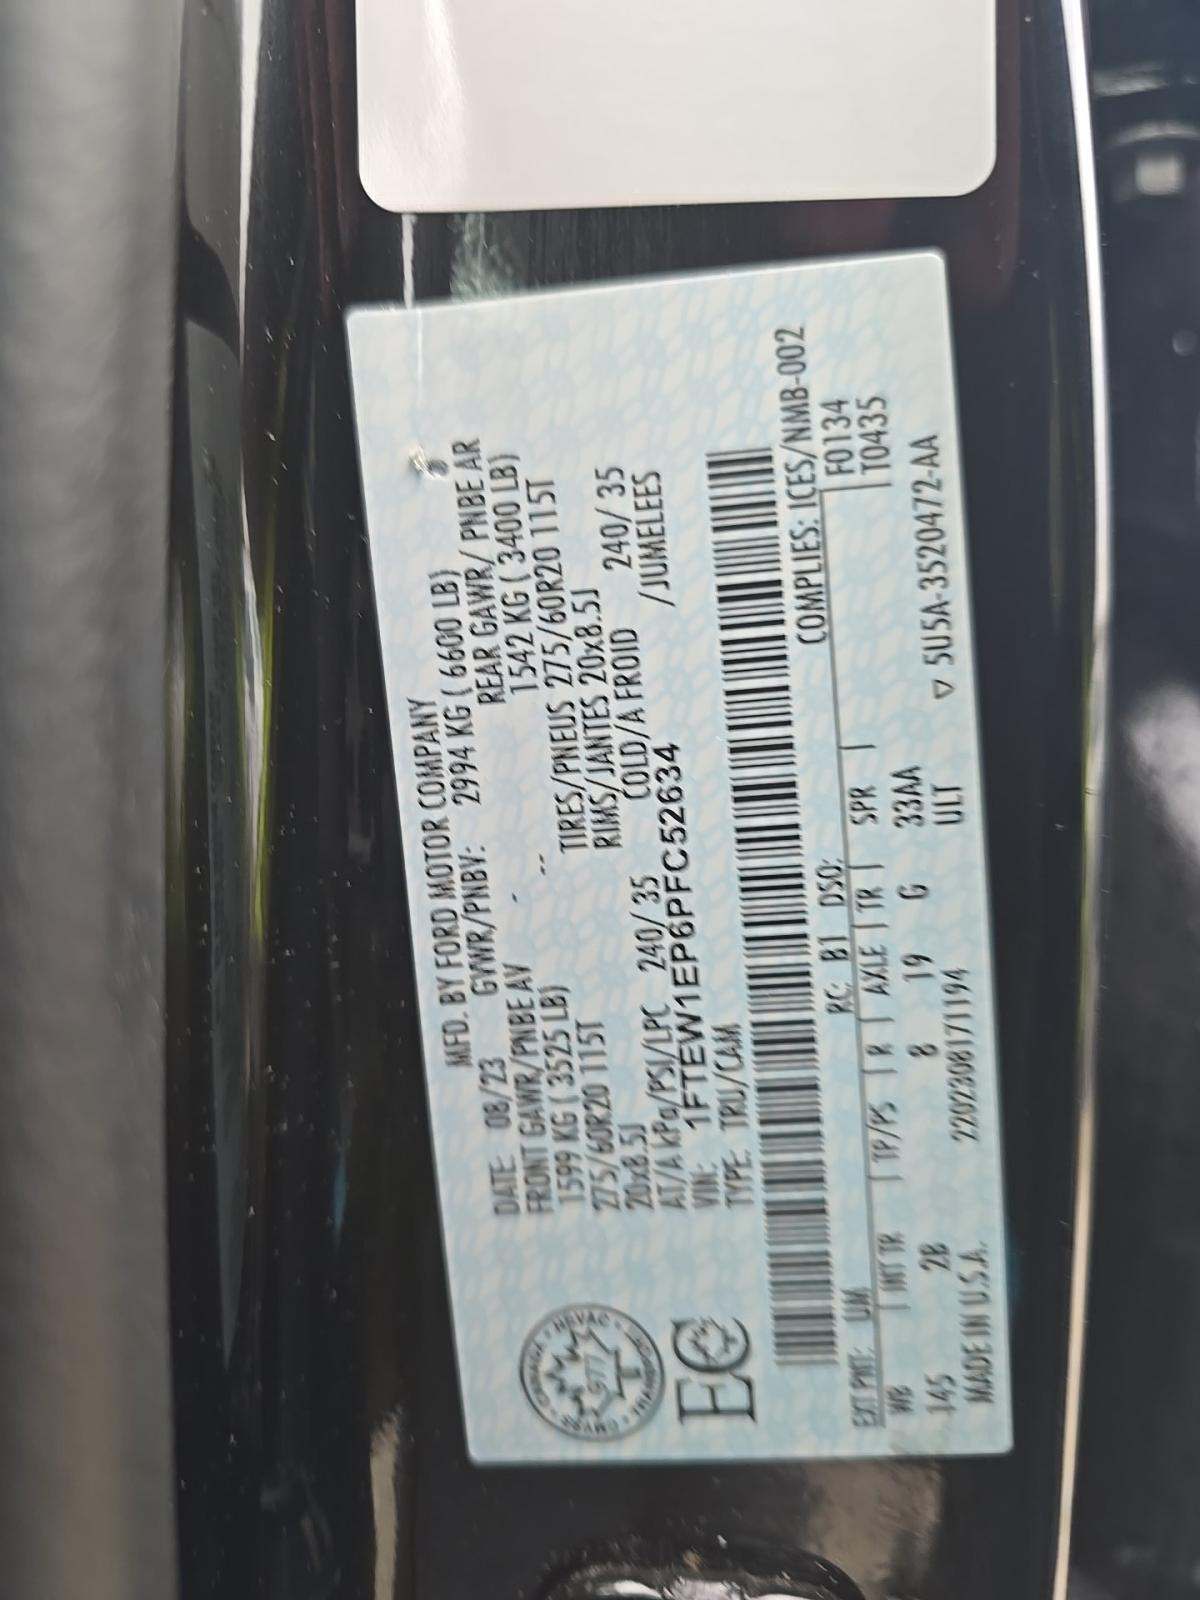 MFD. BY FORD MOTOR COMPANY
DATE: 08/23 GVWR/PNBV: 2994 KG ( 6600 LB)
FRONT GAWR/PNBE AV REAR GAWR/ PNBE AR
1599 KG ( 3525 LB) - 1542 KG ( 3400 LB)
275/60R20 115T -- TIRES/PNEUS 275/60R20 115T
20x8.5J RIMS/JANTES 20x8.5J
AT/A kPa/PSI/LPC 240/ 35 COLD/A FROID 240/ 35
VIN: 1FTEW1EP6PFC52634 /JUMELEES
TYPE: TRU/CAM
COMPLIES: ICES/NMB-002
EXT PNT: UM RC: B1 DSO: F0134
WB INT TR TP/PS R AXLE TR SPR T0435
145 2B 8 19 G 33AA
ULT
MADE IN U.S.A. 2202308171194 ▽ 5U5A-3520472-AA
CANADA • NSVAC • CMVSS
977 T
EC